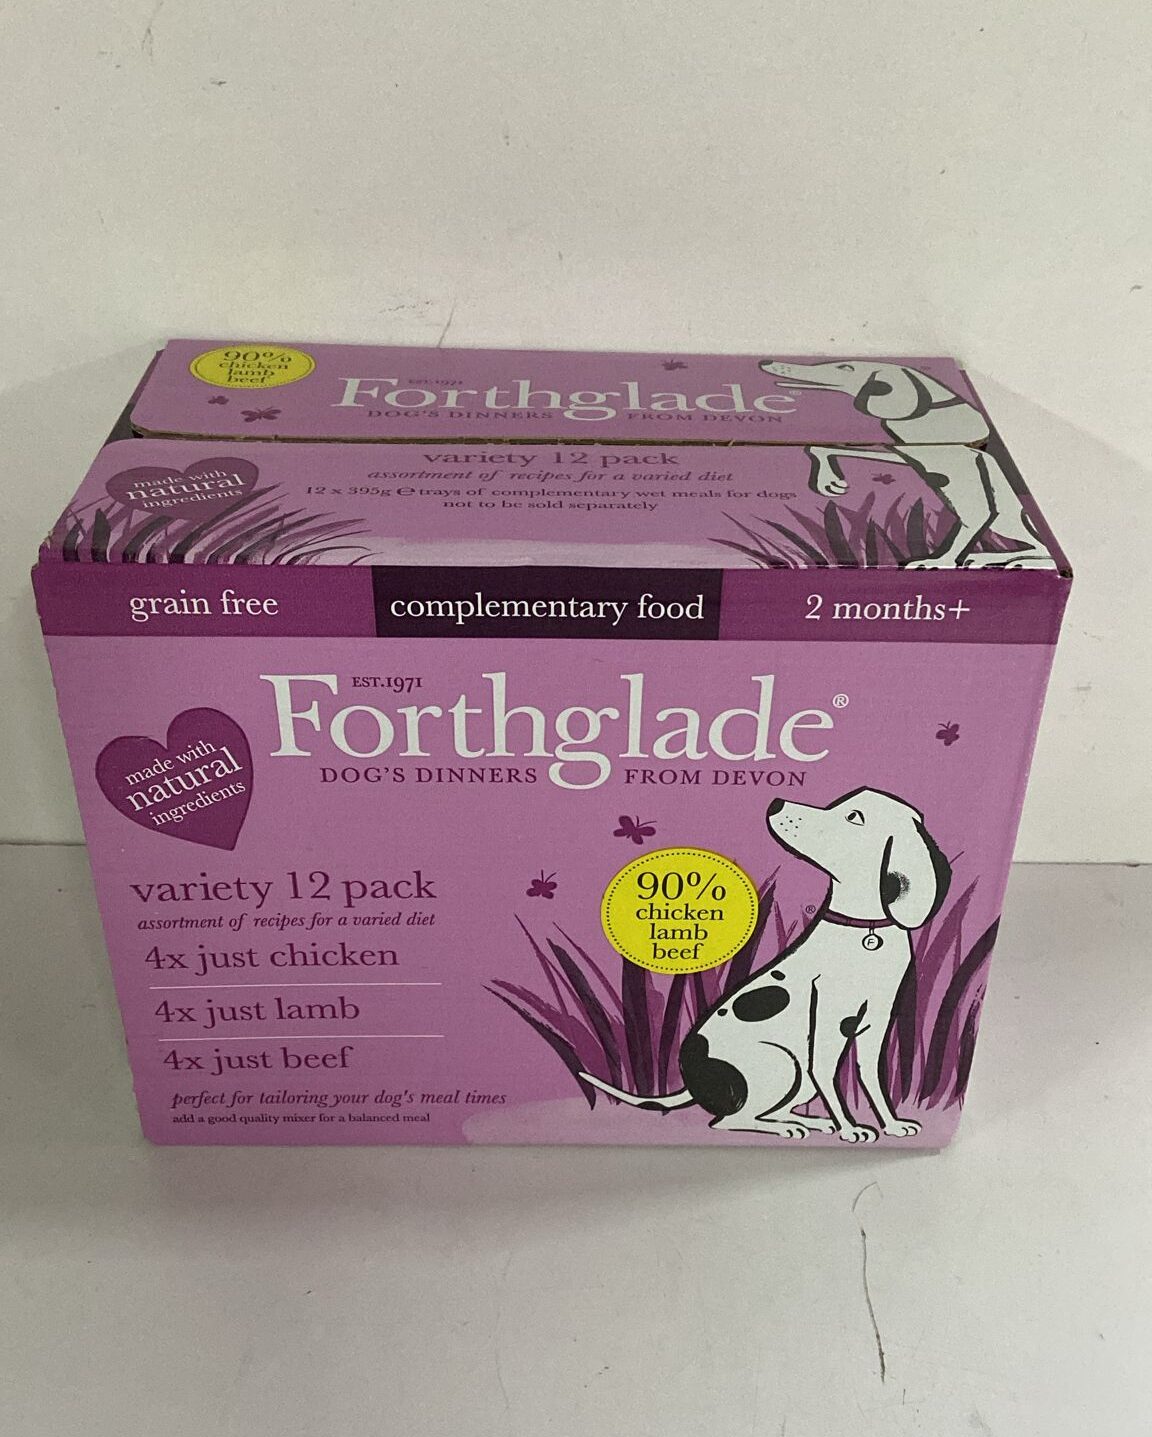 90%
chicken
lamb
beef
EST.1971
Forthglade®
DOG'S DINNERS FROM DEVON
variety 12 pack
assortment of recipes for a varied diet
12 x 395g ℮ trays of complementary wet meals for dogs
not to be sold separately
made with
natural
ingredients
grain free
complementary food
2 months+
EST.1971
Forthglade®
DOG'S DINNERS FROM DEVON
made with
natural
ingredients
variety 12 pack
assortment of recipes for a varied diet
4x just chicken
4x just lamb
4x just beef
perfect for tailoring your dog's meal times
add a good quality mixer for a balanced meal
90%
chicken
lamb
beef
®
F